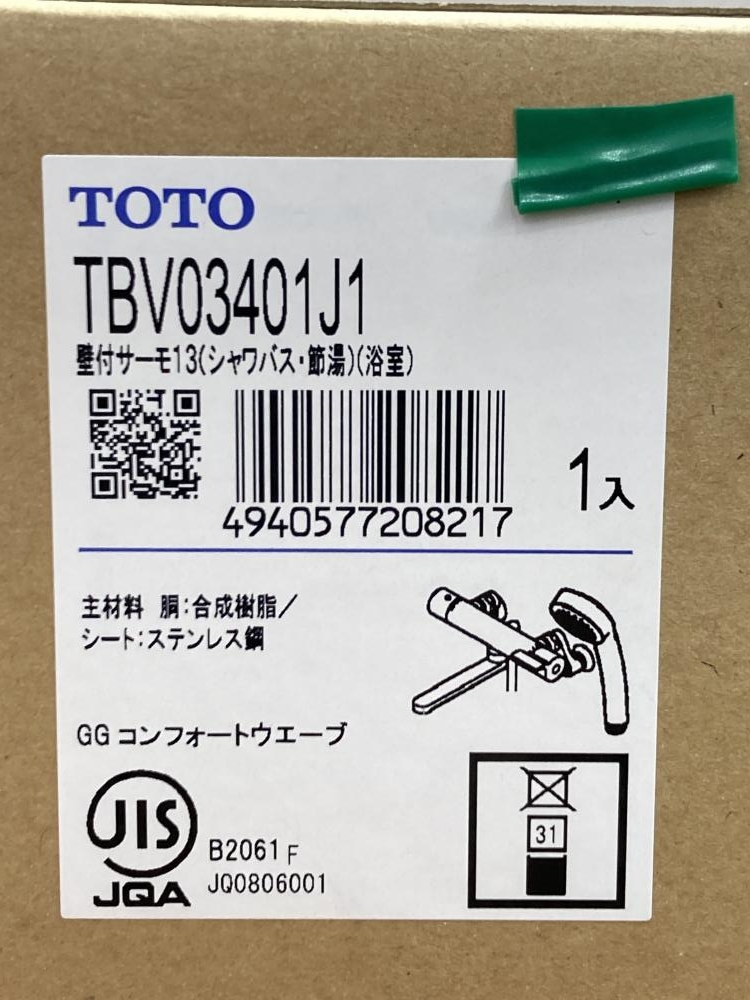 TOTO
TBV03401J1
壁付サーモ13(シャワバス・節湯)(浴室)
4940577208217
1入
主材料 胴:合成樹脂/
シート:ステンレス鋼
GGコンフォートウエーブ
JIS
JQA
B2061 F
JQ0806001
31